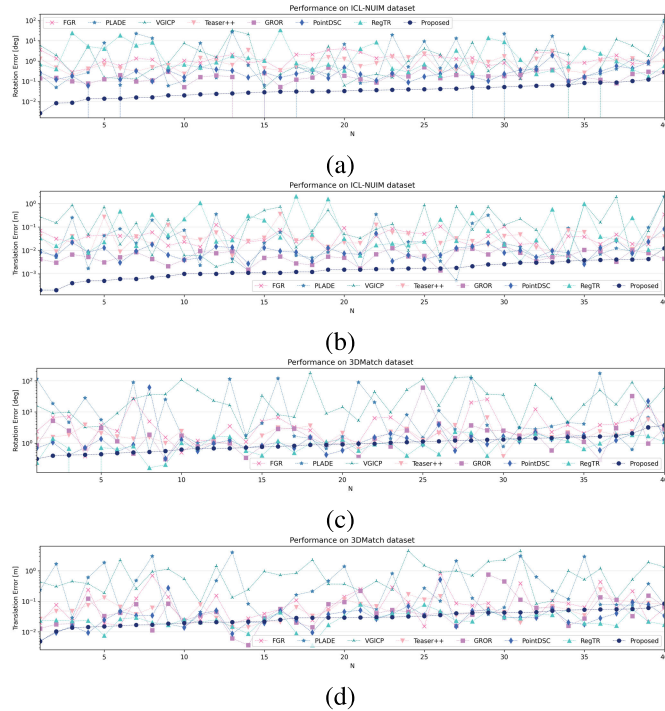 Performance on ICL-NUIM dataset
FGR PLADE VGICP Teaser++ GROR PointDSC RegTR Proposed
Rotation Error [deg]
10² 10¹ 10⁰ 10⁻¹ 10⁻²
5 10 15 20 25 30 35 40
N
(a)
Performance on ICL-NUIM dataset
Translation Error [m]
10⁰ 10⁻¹ 10⁻² 10⁻³
FGR PLADE VGICP Teaser++ GROR PointDSC RegTR Proposed
5 10 15 20 25 30 35 40
N
(b)
Performance on 3DMatch dataset
Rotation Error [deg]
10² 10¹ 10⁰
FGR PLADE VGICP Teaser++ GROR PointDSC RegTR Proposed
5 10 15 20 25 30 35 40
N
(c)
Performance on 3DMatch dataset
Translation Error [m]
10⁰ 10⁻¹ 10⁻²
FGR PLADE VGICP Teaser++ GROR PointDSC RegTR Proposed
5 10 15 20 25 30 35 40
N
(d)